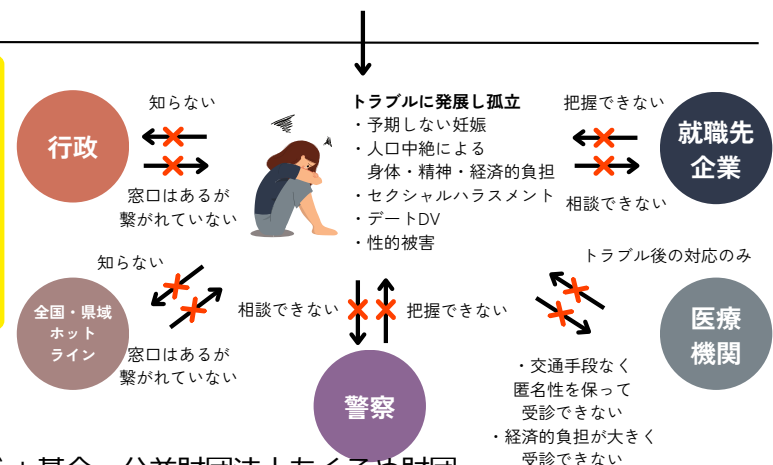 知らない
行政
窓口はあるが
繋がれていない
トラブルに発展し孤立
・予期しない妊娠
・人口中絶による
身体・精神・経済的負担
・セクシャルハラスメント
・デートDV
・性的被害
把握できない
就職先
企業
相談できない
知らない
全国・県域
ホット
ライン
窓口はあるが
繋がれていない
相談できない
把握できない
警察
トラブル後の対応のみ
医療
機関
・交通手段なく
匿名性を保って
受診できない
・経済的負担が大きく
受診できない